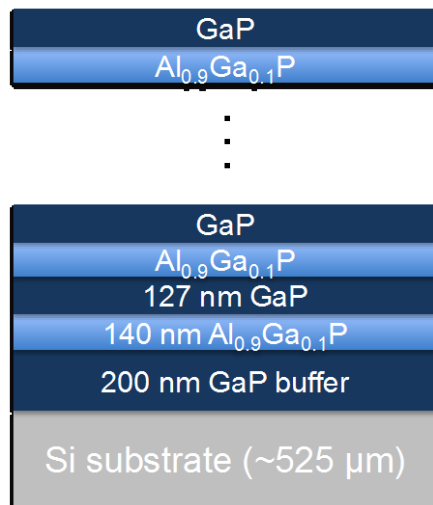 GaP
Al₀.₉Ga₀.₁P
GaP
Al₀.₉Ga₀.₁P
127 nm GaP
140 nm Al₀.₉Ga₀.₁P
200 nm GaP buffer
Si substrate (~525 µm)